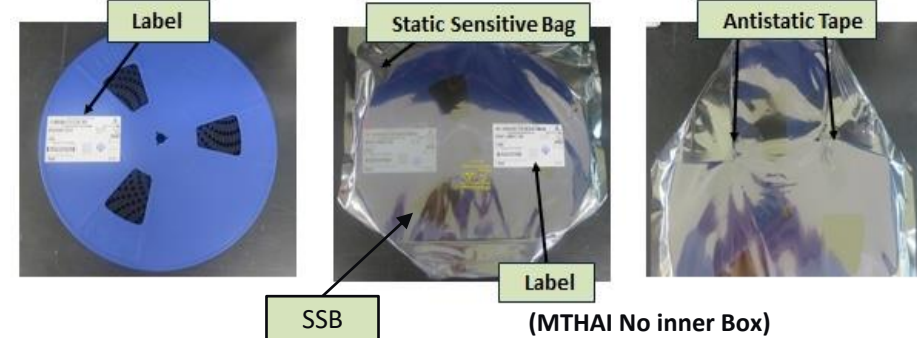 Label
Static Sensitive Bag
Antistatic Tape
Label
SSB
(MTHAI No inner Box)